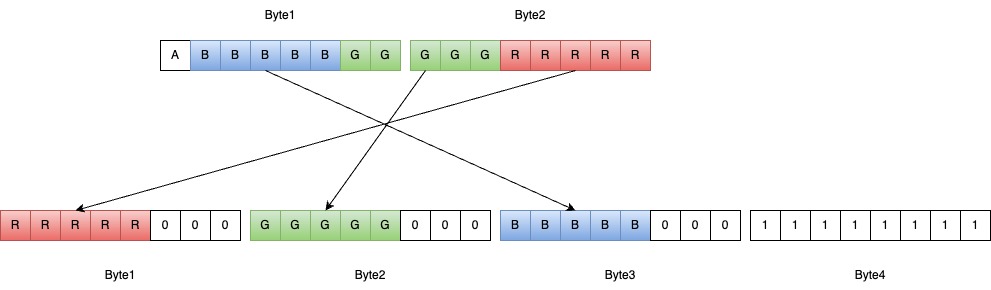 Byte1 Byte2
A B B B B B G G G G G R R R R R
R R R R R 0 0 0 G G G G G 0 0 0 B B B B B 0 0 0 1 1 1 1 1 1 1 1
Byte1 Byte2 Byte3 Byte4